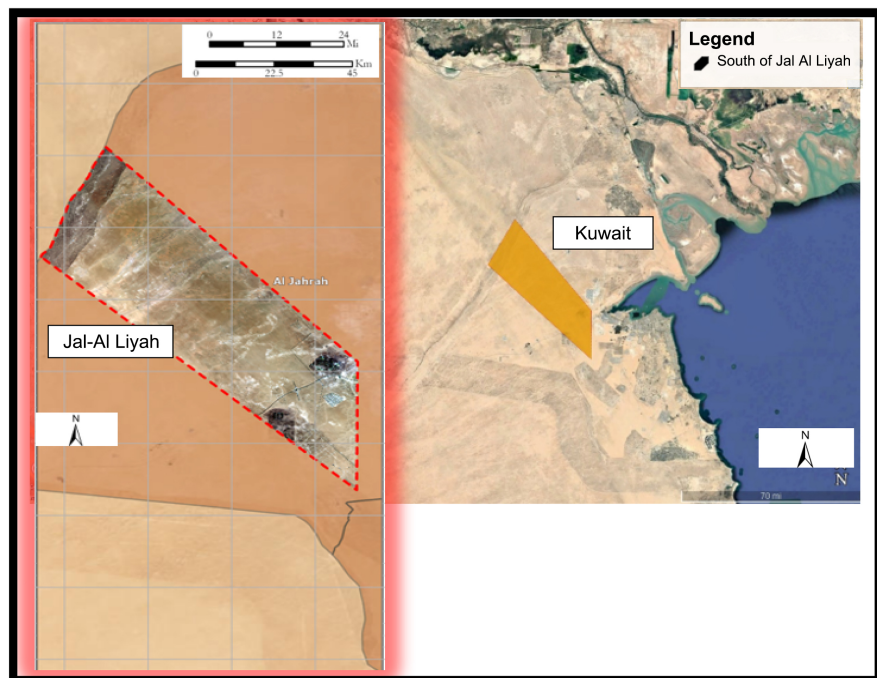 0 12 24
Mi
Km
0 22.5 45
Al Jahrah
Jal-Al Liyah
N
Legend
South of Jal Al Liyah
Kuwait
N
N
70 mi